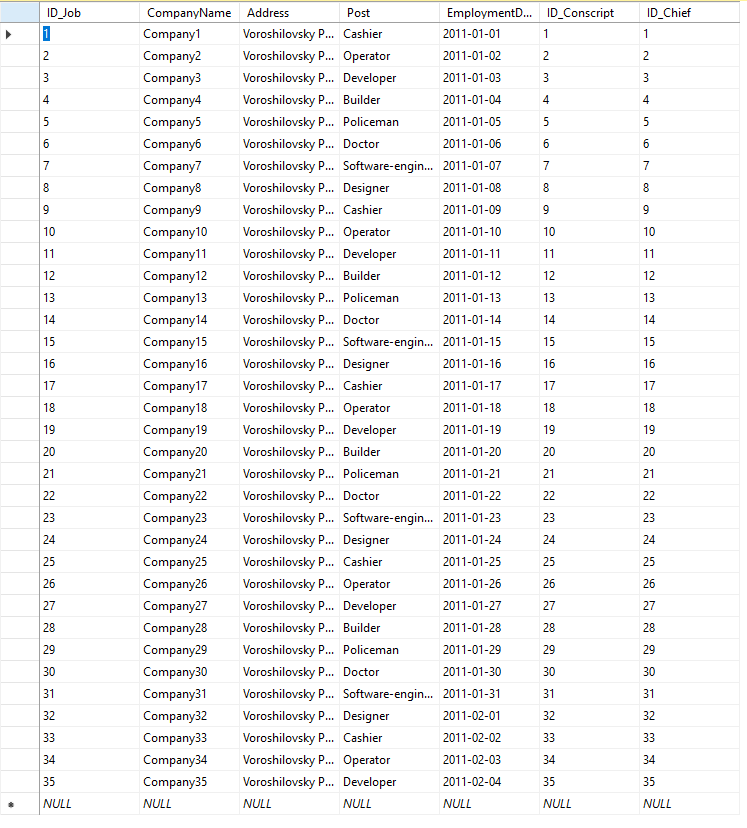 ID_Job CompanyName Address Post EmploymentD... ID_Conscript ID_Chief
1 Company1 Voroshilovsky P... Cashier 2011-01-01 1 1
2 Company2 Voroshilovsky P... Operator 2011-01-02 2 2
3 Company3 Voroshilovsky P... Developer 2011-01-03 3 3
4 Company4 Voroshilovsky P... Builder 2011-01-04 4 4
5 Company5 Voroshilovsky P... Policeman 2011-01-05 5 5
6 Company6 Voroshilovsky P... Doctor 2011-01-06 6 6
7 Company7 Voroshilovsky P... Software-engin... 2011-01-07 7 7
8 Company8 Voroshilovsky P... Designer 2011-01-08 8 8
9 Company9 Voroshilovsky P... Cashier 2011-01-09 9 9
10 Company10 Voroshilovsky P... Operator 2011-01-10 10 10
11 Company11 Voroshilovsky P... Developer 2011-01-11 11 11
12 Company12 Voroshilovsky P... Builder 2011-01-12 12 12
13 Company13 Voroshilovsky P... Policeman 2011-01-13 13 13
14 Company14 Voroshilovsky P... Doctor 2011-01-14 14 14
15 Company15 Voroshilovsky P... Software-engin... 2011-01-15 15 15
16 Company16 Voroshilovsky P... Designer 2011-01-16 16 16
17 Company17 Voroshilovsky P... Cashier 2011-01-17 17 17
18 Company18 Voroshilovsky P... Operator 2011-01-18 18 18
19 Company19 Voroshilovsky P... Developer 2011-01-19 19 19
20 Company20 Voroshilovsky P... Builder 2011-01-20 20 20
21 Company21 Voroshilovsky P... Policeman 2011-01-21 21 21
22 Company22 Voroshilovsky P... Doctor 2011-01-22 22 22
23 Company23 Voroshilovsky P... Software-engin... 2011-01-23 23 23
24 Company24 Voroshilovsky P... Designer 2011-01-24 24 24
25 Company25 Voroshilovsky P... Cashier 2011-01-25 25 25
26 Company26 Voroshilovsky P... Operator 2011-01-26 26 26
27 Company27 Voroshilovsky P... Developer 2011-01-27 27 27
28 Company28 Voroshilovsky P... Builder 2011-01-28 28 28
29 Company29 Voroshilovsky P... Policeman 2011-01-29 29 29
30 Company30 Voroshilovsky P... Doctor 2011-01-30 30 30
31 Company31 Voroshilovsky P... Software-engin... 2011-01-31 31 31
32 Company32 Voroshilovsky P... Designer 2011-02-01 32 32
33 Company33 Voroshilovsky P... Cashier 2011-02-02 33 33
34 Company34 Voroshilovsky P... Operator 2011-02-03 34 34
35 Company35 Voroshilovsky P... Developer 2011-02-04 35 35
NULL NULL NULL NULL NULL NULL NULL